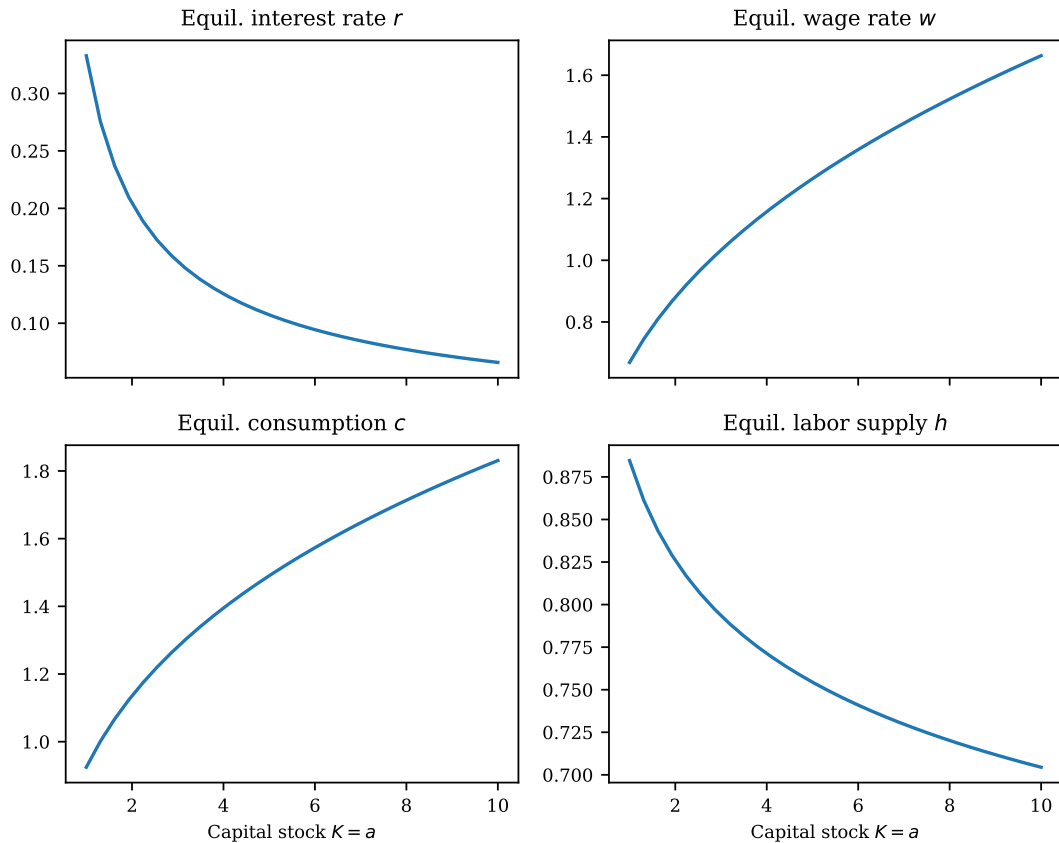 Equil. interest rate r
0.30
0.25
0.20
0.15
0.10
Equil. wage rate w
1.6
1.4
1.2
1.0
0.8
Equil. consumption c
1.8
1.6
1.4
1.2
1.0
2 4 6 8 10
Capital stock K = a
Equil. labor supply h
0.875
0.850
0.825
0.800
0.775
0.750
0.725
0.700
2 4 6 8 10
Capital stock K = a